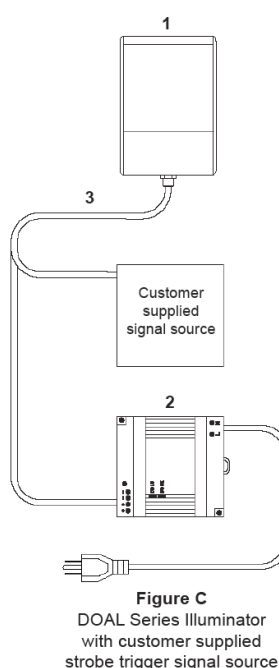 1
3
Customer
supplied
signal source
2
Figure C
DOAL Series Illuminator
with customer supplied
strobe trigger signal source